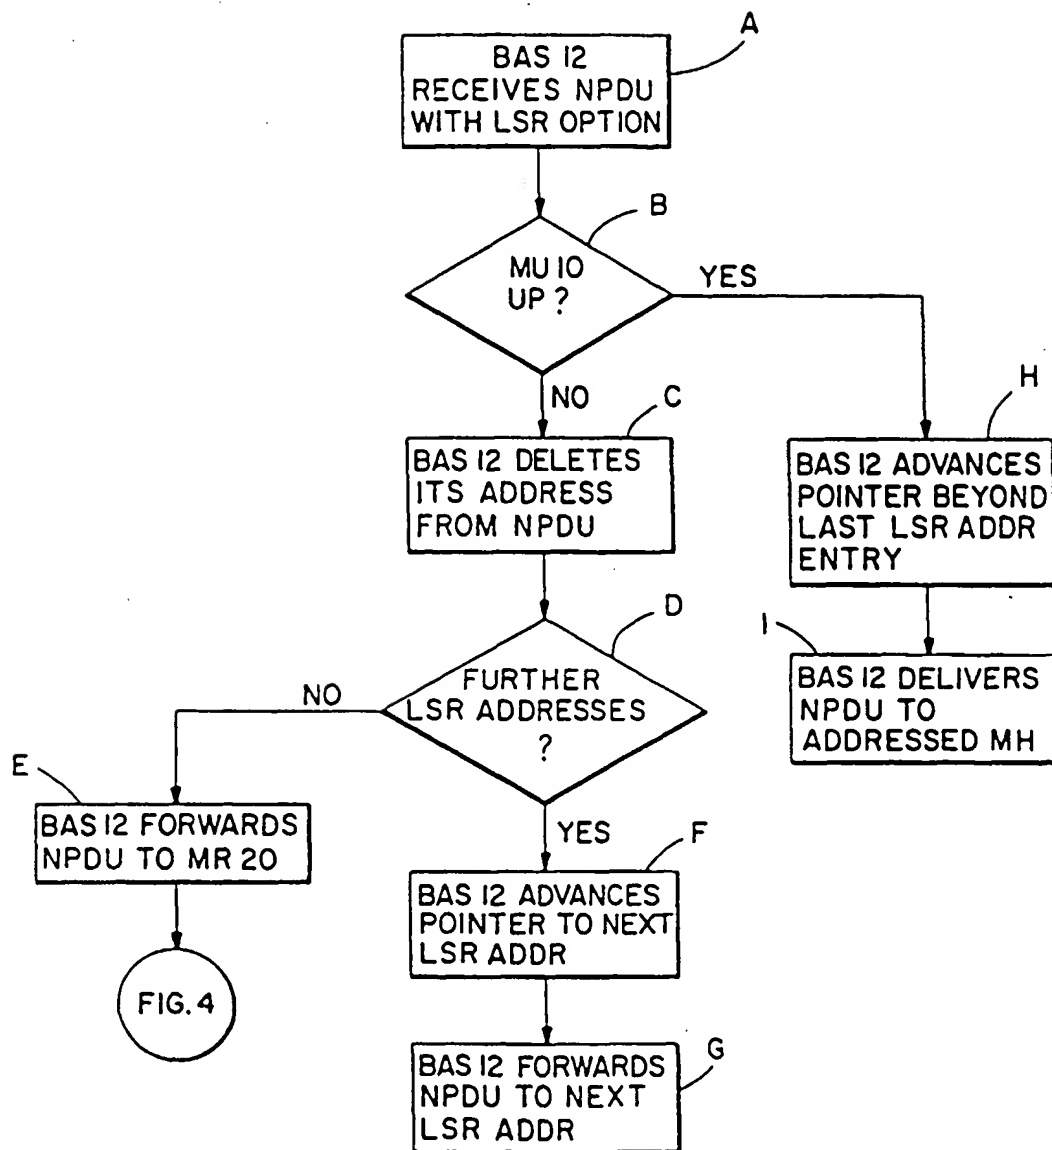 A
BAS 12
RECEIVES NPDU
WITH LSR OPTION
B
MU 10
UP ?
YES
NO
C
BAS 12 DELETES
ITS ADDRESS
FROM NPDU
H
BAS 12 ADVANCES
POINTER BEYOND
LAST LSR ADDR
ENTRY
D
FURTHER
LSR ADDRESSES
?
NO
YES
I
BAS 12 DELIVERS
NPDU TO
ADDRESSED MH
E
BAS 12 FORWARDS
NPDU TO MR 20
FIG. 4
F
BAS 12 ADVANCES
POINTER TO NEXT
LSR ADDR
G
BAS 12 FORWARDS
NPDU TO NEXT
LSR ADDR